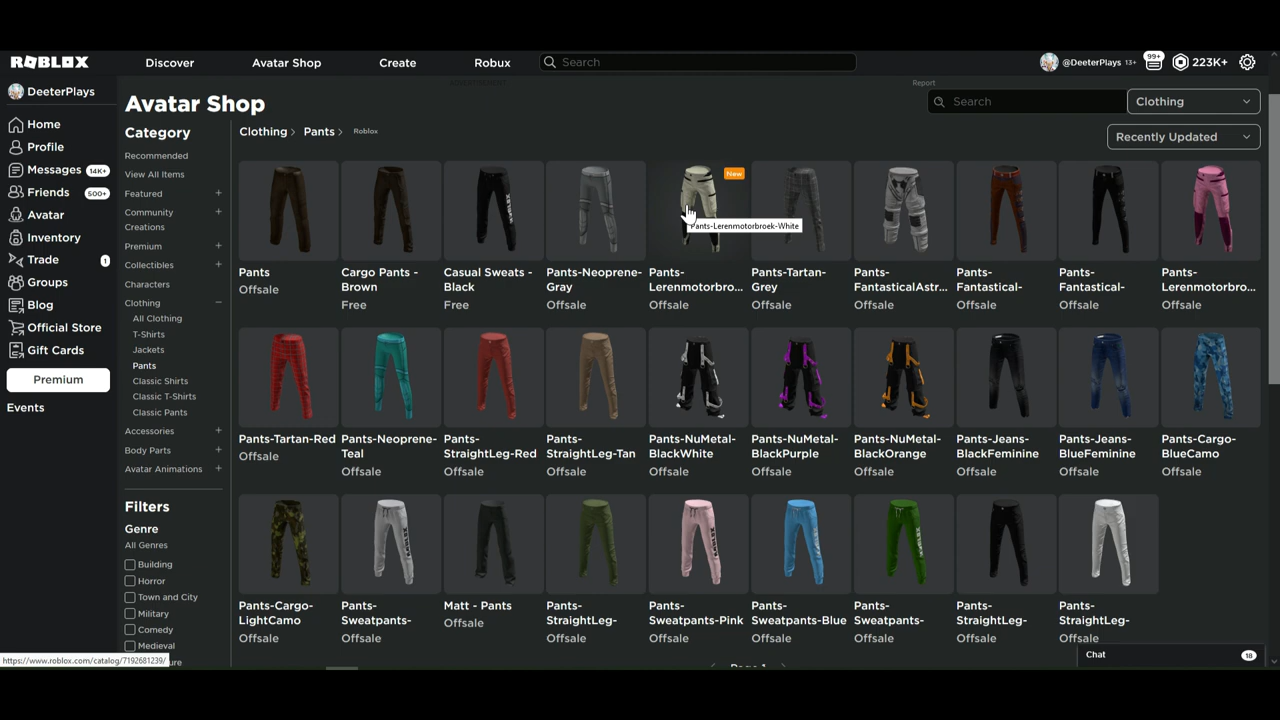 ROBLOX
Discover
Avatar Shop
Create
Robux
Search
@DeeterPlays 13+
99+
223K+
ADVERTISEMENT
Report
DeeterPlays
Home
Profile
Messages 14K+
Friends 500+
Avatar
Inventory
Trade 1
Groups
Blog
Official Store
Gift Cards
Premium
Events
Avatar Shop
Search
Clothing
Category
Recommended
View All Items
Featured +
Community +
Creations
Premium +
Collectibles +
Characters
Clothing −
All Clothing
T-Shirts
Jackets
Pants
Classic Shirts
Classic T-Shirts
Classic Pants
Accessories +
Body Parts +
Avatar Animations +
Filters
Genre
All Genres
Building
Horror
Town and City
Military
Comedy
Medieval
https://www.roblox.com/catalog/7192681239/
Clothing > Pants > Roblox
Recently Updated
Pants
Offsale
Cargo Pants -
Brown
Free
Casual Sweats -
Black
Free
Pants-Neoprene-
Gray
Offsale
New
Pants-Lerenmotorbroek-White
Pants-
Lerenmotorbro...
Offsale
Pants-Tartan-
Grey
Offsale
Pants-
FantasticalAstr...
Offsale
Pants-
Fantastical-
Offsale
Pants-
Fantastical-
Offsale
Pants-
Lerenmotorbro...
Offsale
Pants-Tartan-Red
Offsale
Pants-Neoprene-
Teal
Offsale
Pants-
StraightLeg-Red
Offsale
Pants-
StraightLeg-Tan
Offsale
Pants-NuMetal-
BlackWhite
Offsale
Pants-NuMetal-
BlackPurple
Offsale
Pants-NuMetal-
BlackOrange
Offsale
Pants-Jeans-
BlackFeminine
Offsale
Pants-Jeans-
BlueFeminine
Offsale
Pants-Cargo-
BlueCamo
Offsale
Pants-Cargo-
LightCamo
Offsale
Pants-
Sweatpants-
Offsale
Matt - Pants
Offsale
Pants-
StraightLeg-
Offsale
Pants-
Sweatpants-Pink
Offsale
Pants-
Sweatpants-Blue
Offsale
Pants-
Sweatpants-
Offsale
Pants-
StraightLeg-
Offsale
Pants-
StraightLeg-
Offsale
Page 1
Chat 18